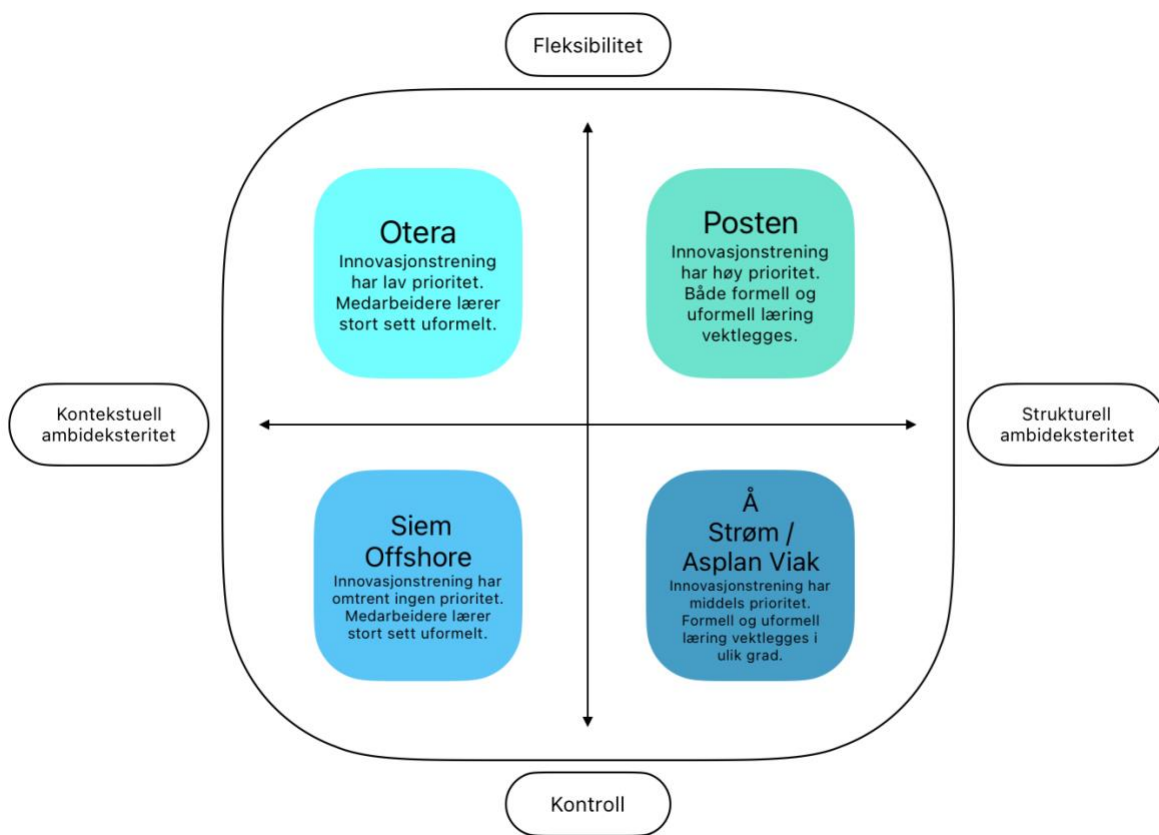 Fleksibilitet
Otera
Innovasjonstrening
har lav prioritet.
Medarbeidere lærer
stort sett uformelt.
Posten
Innovasjonstrening
har høy prioritet.
Både formell og
uformell læring
vektlegges.
Kontekstuell
ambideksteritet
Strukturell
ambideksteritet
Siem
Offshore
Innovasjonstrening har
omtrent ingen prioritet.
Medarbeidere lærer
stort sett uformelt.
Å
Strøm /
Asplan Viak
Innovasjonstrening har
middels prioritet.
Formell og uformell
læring vektlegges i
ulik grad.
Kontroll